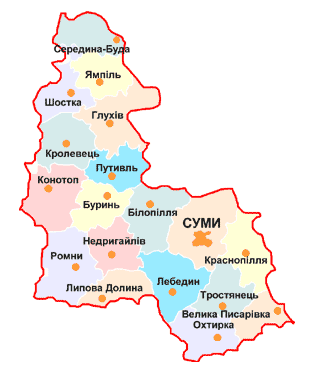 Середина-Буда
Ямпіль
Шостка
Глухів
Кролевець
Путивль
Конотоп
Буринь
Білопілля
СУМИ
Недригайлів
Ромни
Краснопілля
Липова Долина
Лебедин
Тростянець
Велика Писарівка
Охтирка